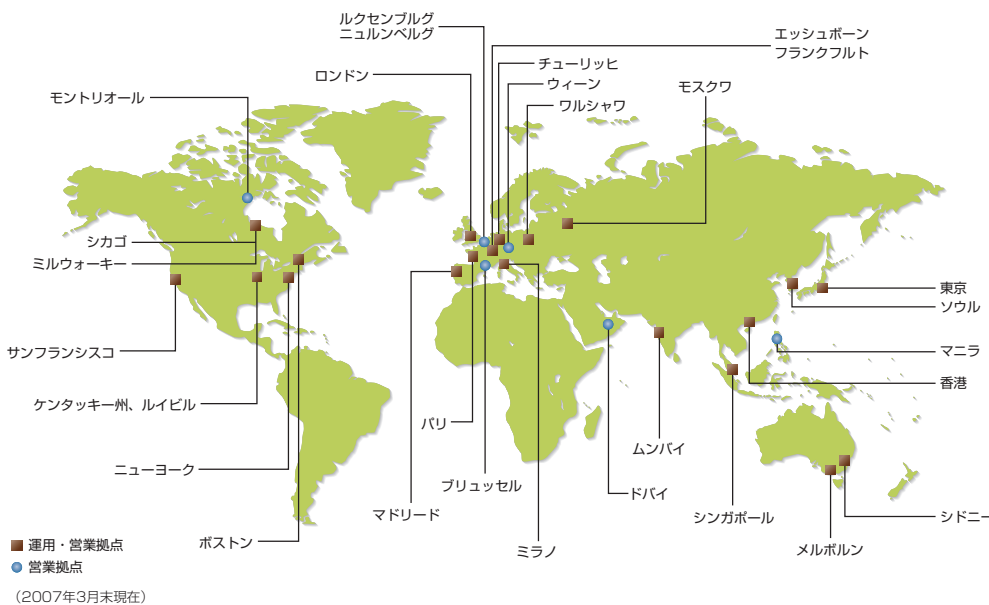 ルクセンブルグ
ニュルンベルグ
エッシュボーン
フランクフルト
チューリッヒ
ロンドン
ウィーン
モスクワ
モントリオール
ワルシャワ
シカゴ
ミルウォーキー
東京
ソウル
サンフランシスコ
マニラ
香港
ケンタッキー州、ルイビル
パリ
ムンバイ
ニューヨーク
ブリュッセル
ドバイ
マドリード
シンガポール
シドニー
ボストン
ミラノ
メルボルン
運用・営業拠点
営業拠点
（2007年3月末現在）